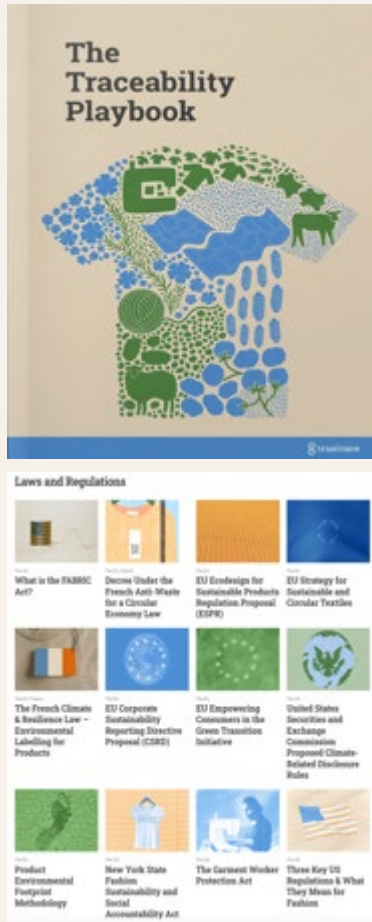 The
Traceability
Playbook
Laws and Regulations
What is the FABRIC
Act?
Decree Under the
French Anti-Waste
for a Circular
Economy Law
EU Ecodesign for
Sustainable Products
Regulation Proposal
(ESPR)
EU Strategy for
Sustainable and
Circular Textiles
The French Climate
& Resilience Law –
Environmental
Labelling for
Products
EU Corporate
Sustainability
Reporting Directive
Proposal (CSRD)
EU Empowering
Consumers in the
Green Transition
Initiative
United States
Securities and
Exchange
Commission
Proposed Climate-
Related Disclosure
Rules
Product
Environmental
Footprint
Methodology
New York State
Fashion
Sustainability and
Social
Accountability Act
The Garment Worker
Protection Act
Three Key US
Regulations & What
They Mean for
Fashion